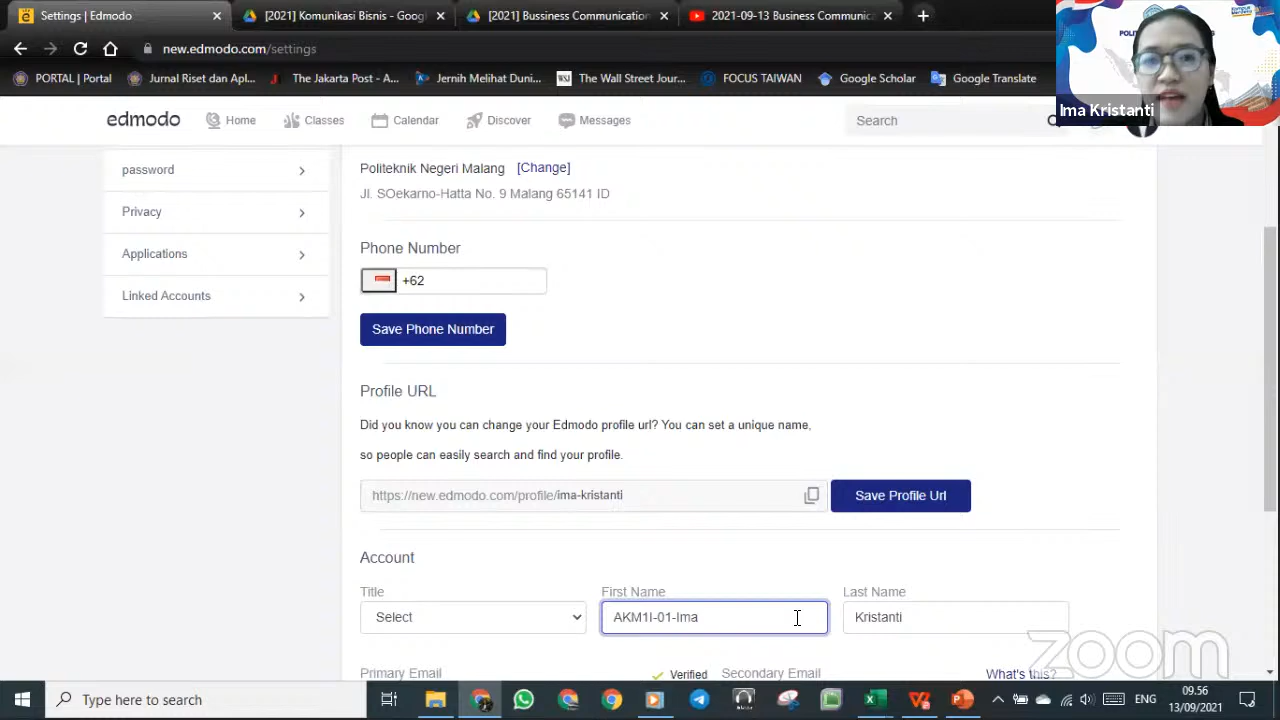 Settings | Edmodo
[2021] Komunikasi Bisnis - Goo
[2021] Business Communication
2021-09-13 Business Communic
new.edmodo.com/settings
PORTAL | Portal
Jurnal Riset dan Apl...
The Jakarta Post - A...
Jernih Melihat Duni...
WSJ
The Wall Street Jour...
FOCUS TAIWAN
Google Scholar
Google Translate
Ima Kristanti
edmodo
Home
Classes
Calendar
Discover
Messages
Search
password
Privacy
Applications
Linked Accounts
Politeknik Negeri Malang [Change]
Jl. SOekarno-Hatta No. 9 Malang 65141 ID
Phone Number
+62
Save Phone Number
Profile URL
Did you know you can change your Edmodo profile url? You can set a unique name,
so people can easily search and find your profile.
https://new.edmodo.com/profile/ima-kristanti
Save Profile Url
Account
Title
First Name
Last Name
Select
AKM1I-01-Ima
Kristanti
zoom
Primary Email
Verified
Secondary Email
What's this?
Type here to search
ENG
09.56
13/09/2021